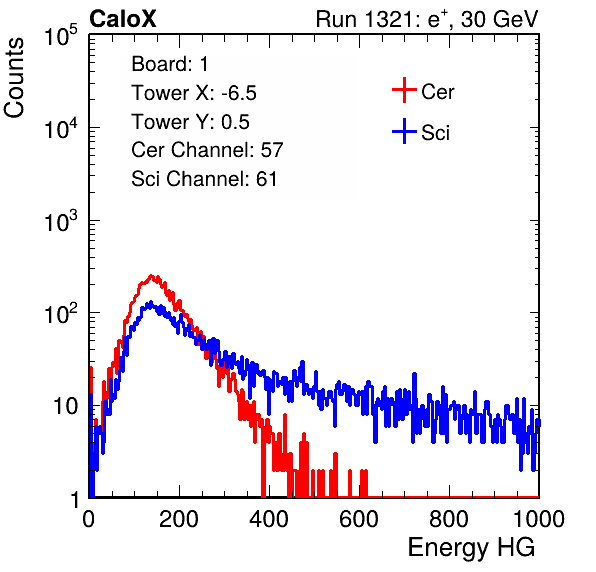 CaloX Run 1321: e⁺, 30 GeV
Counts
10⁵
10⁴
10³
10²
10
1
Board: 1
Tower X: -6.5
Tower Y: 0.5
Cer Channel: 57
Sci Channel: 61
Cer
Sci
0 200 400 600 800 1000
Energy HG